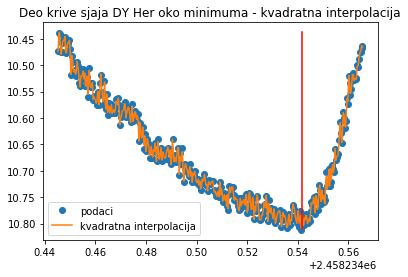 Deo krive sjaja DY Her oko minimuma - kvadratna interpolacija
10.45
10.50
10.55
10.60
10.65
10.70
10.75
10.80
podaci
kvadratna interpolacija
0.44 0.46 0.48 0.50 0.52 0.54 0.56
+2.458234e6